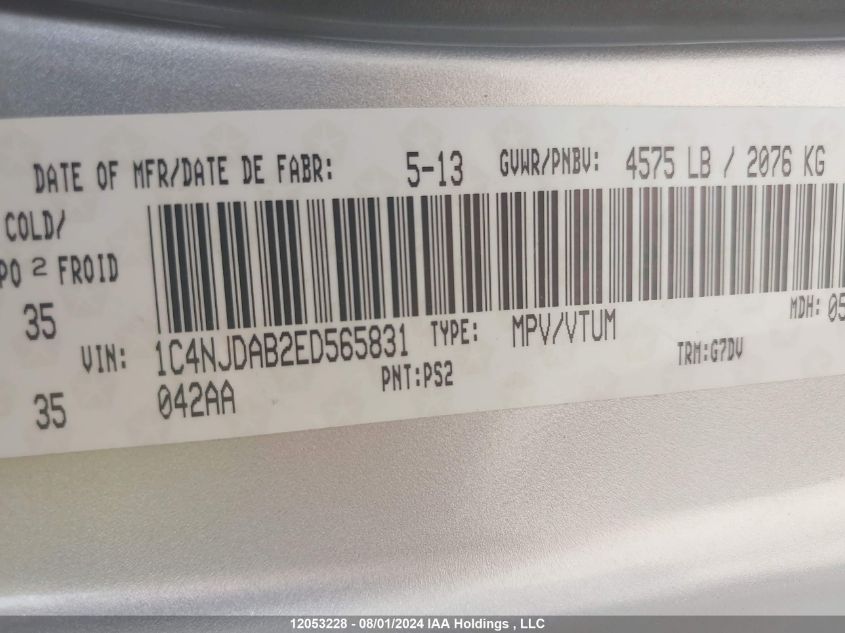 DATE OF MFR/DATE DE FABR: 5-13 GVWR/PNBV: 4575 LB / 2076 KG
COLD/
PO 2 FROID
35
MDH: 05
VIN: 1C4NJDAB2ED565831 TYPE: MPV/VTUM
TRM:G7DV
PNT:PS2
35 042AA
12053228 - 08/01/2024 IAA Holdings , LLC